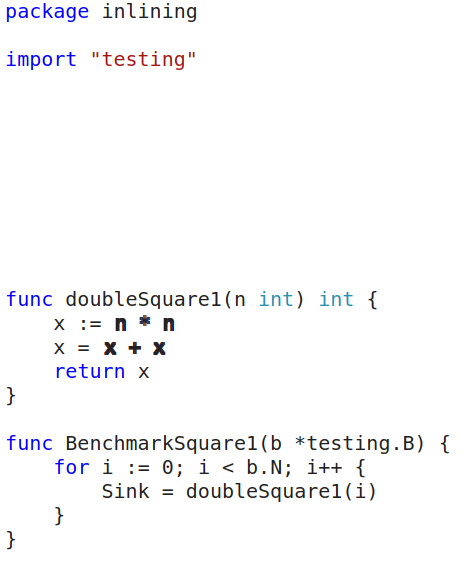 package inlining
import "testing"
func doubleSquare1(n int) int {
    x := n * n
    x = x + x
    return x
}
func BenchmarkSquare1(b *testing.B) {
    for i := 0; i < b.N; i++ {
        Sink = doubleSquare1(i)
    }
}